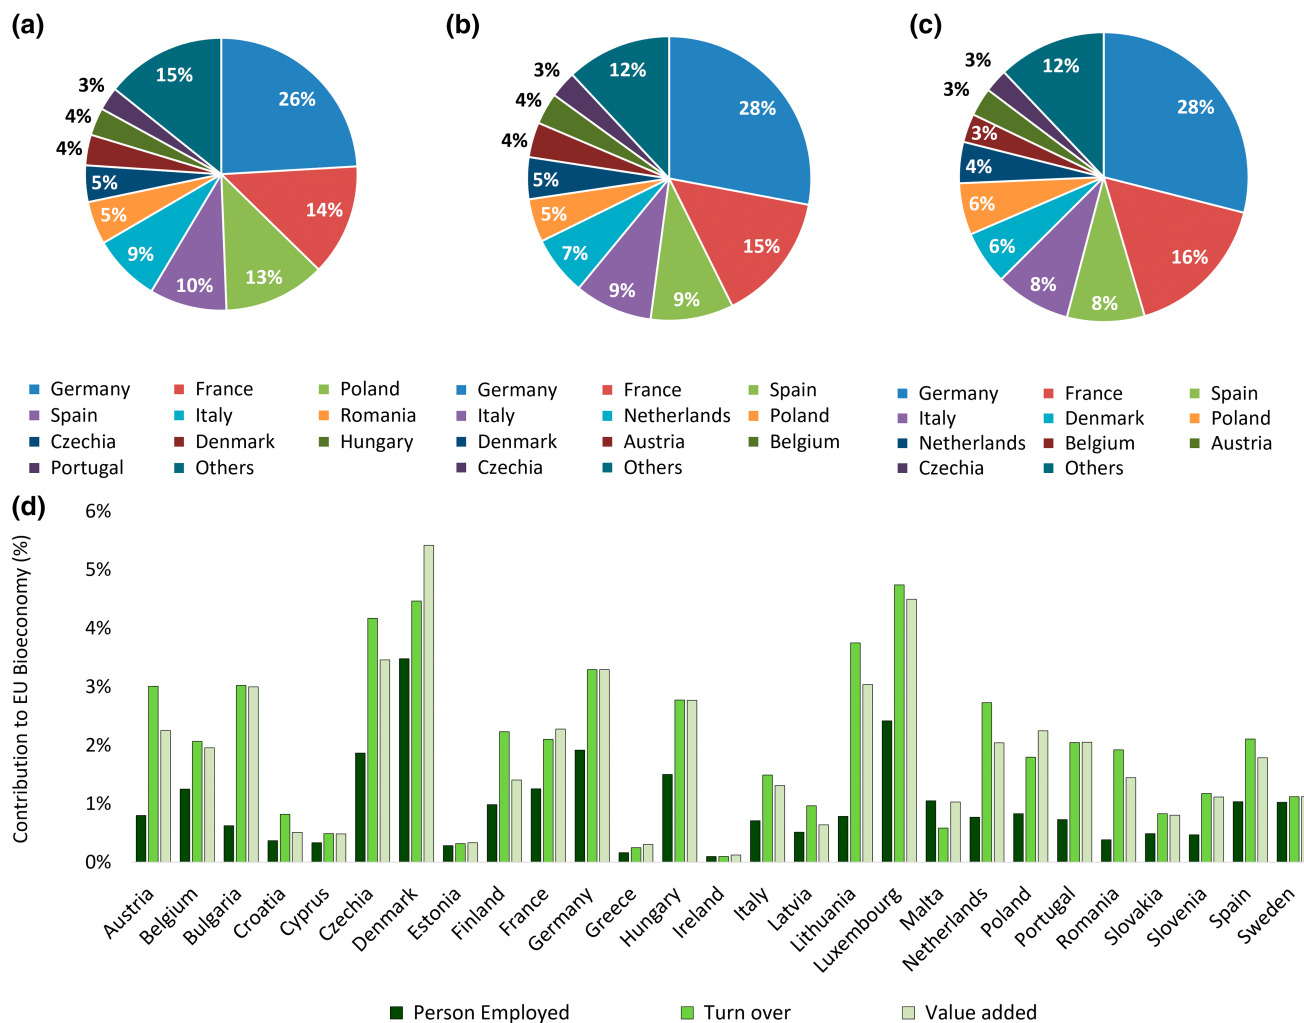 (a)
(b)
(c)
26%
14%
13%
10%
9%
5%
5%
4%
4%
3%
15%
28%
15%
9%
9%
7%
5%
5%
4%
4%
3%
12%
28%
16%
8%
8%
6%
6%
4%
3%
3%
3%
12%
Germany France Poland
Spain Italy Romania
Czechia Denmark Hungary
Portugal Others
Germany France Spain
Italy Netherlands Poland
Denmark Austria Belgium
Czechia Others
Germany France Spain
Italy Denmark Poland
Netherlands Belgium Austria
Czechia Others
(d)
Contribution to EU Bioeconomy (%)
6%
5%
4%
3%
2%
1%
0%
Austria
Belgium
Bulgaria
Croatia
Cyprus
Czechia
Denmark
Estonia
Finland
France
Germany
Greece
Hungary
Ireland
Italy
Latvia
Lithuania
Luxembourg
Malta
Netherlands
Poland
Portugal
Romania
Slovakia
Slovenia
Spain
Sweden
Person Employed Turn over Value added